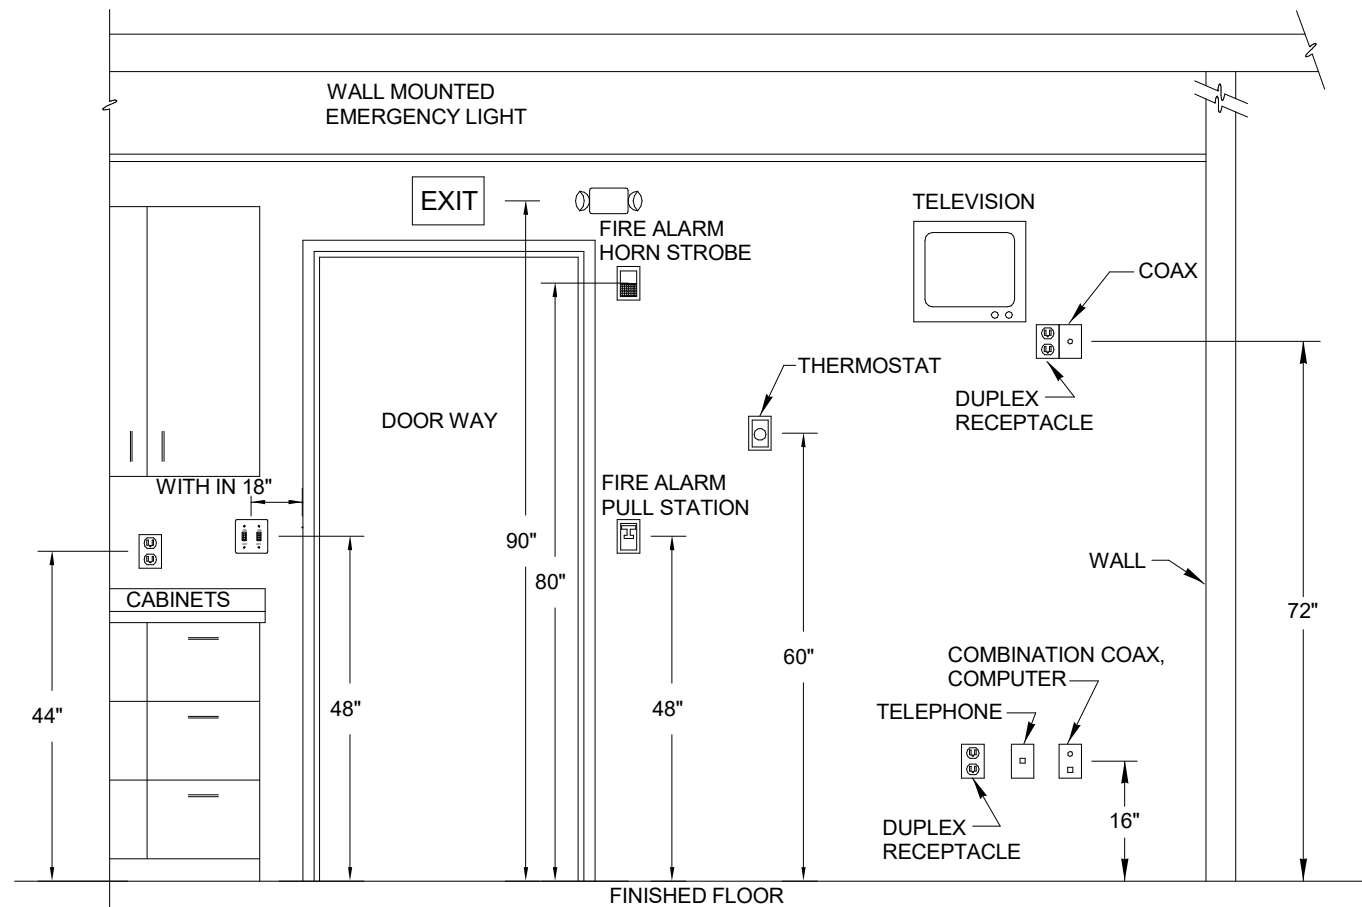 WALL MOUNTED
EMERGENCY LIGHT
EXIT
TELEVISION
FIRE ALARM
HORN STROBE
COAX
THERMOSTAT
DUPLEX
RECEPTACLE
DOOR WAY
WITH IN 18"
FIRE ALARM
PULL STATION
90"
80"
WALL
CABINETS
72"
60"
COMBINATION COAX,
COMPUTER
TELEPHONE
44"
48"
48"
16"
DUPLEX
RECEPTACLE
FINISHED FLOOR